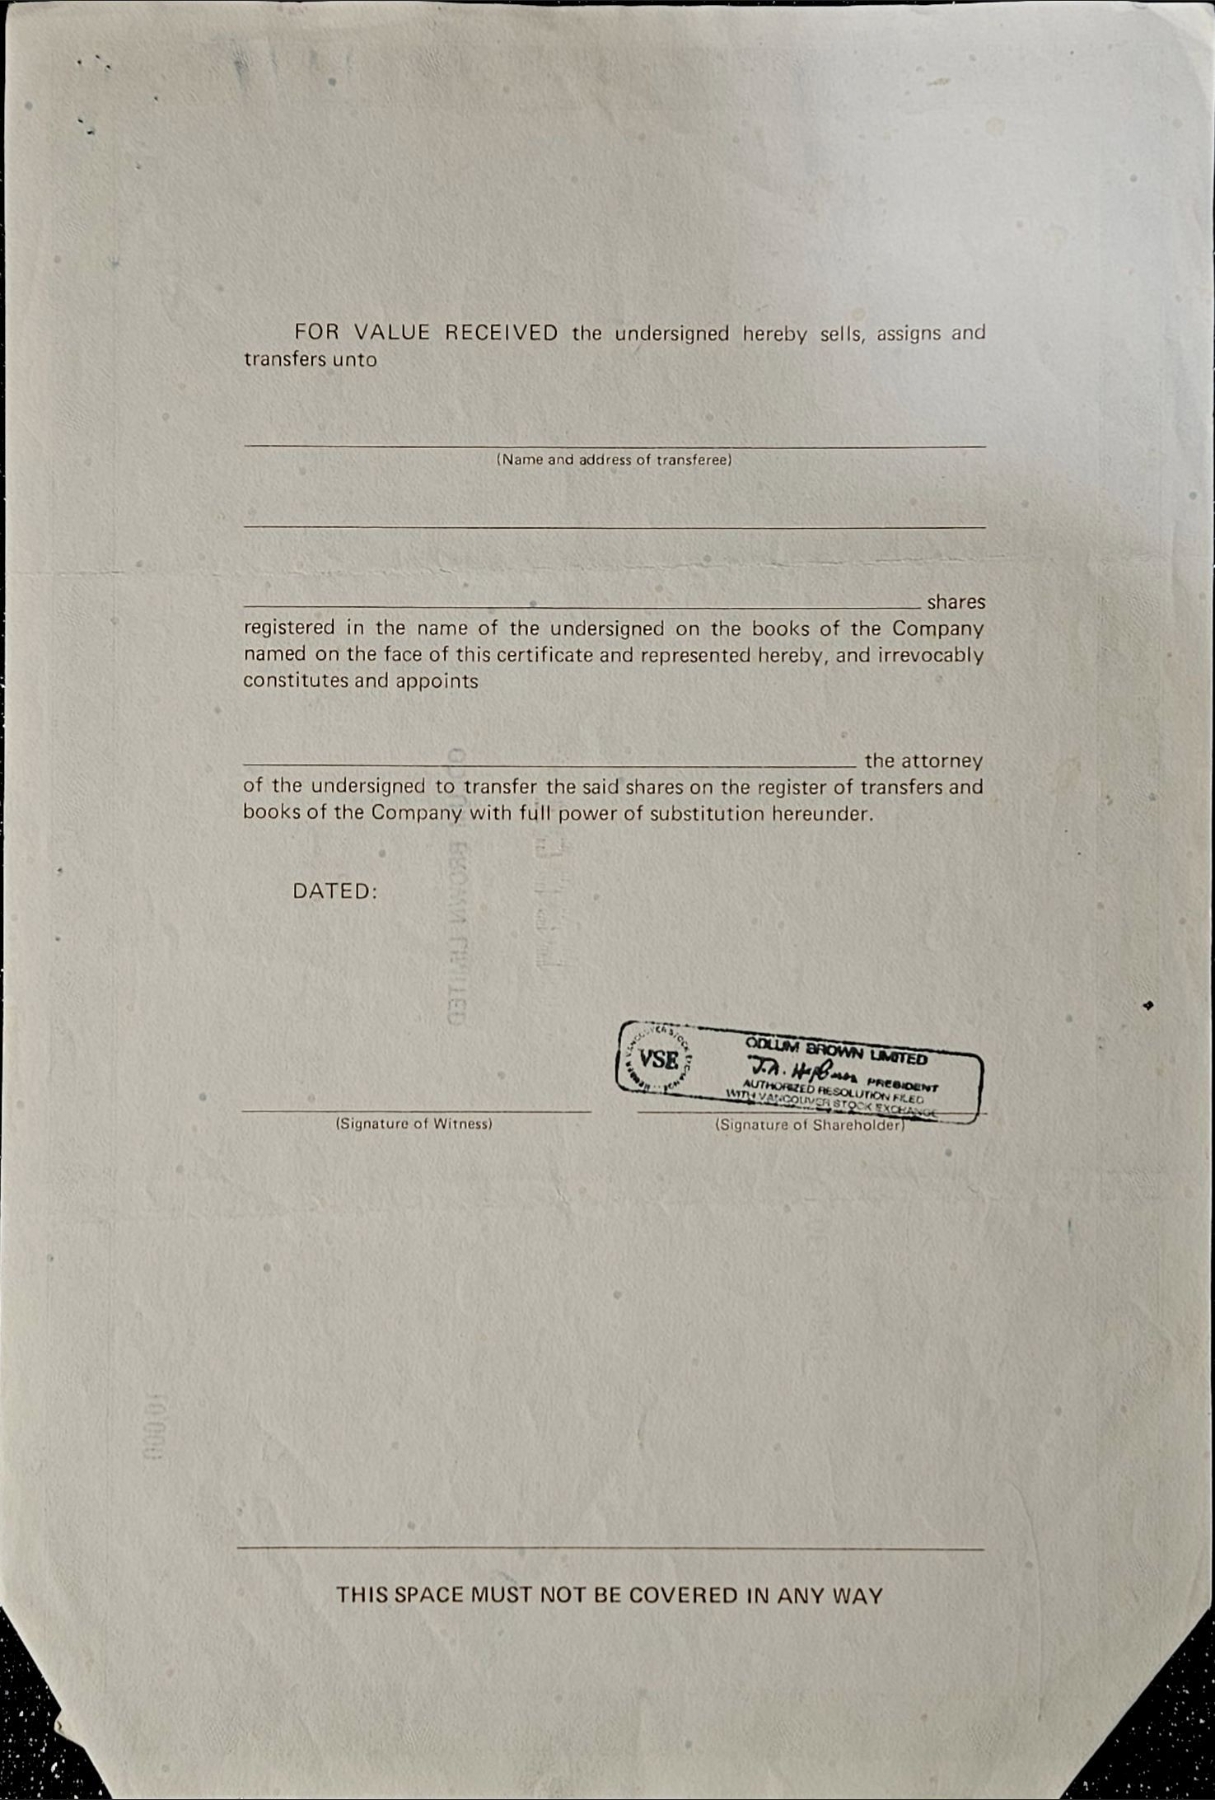 FOR VALUE RECEIVED the undersigned hereby sells, assigns and
transfers unto
(Name and address of transferee)
shares
registered in the name of the undersigned on the books of the Company
named on the face of this certificate and represented hereby, and irrevocably
constitutes and appoints
the attorney
of the undersigned to transfer the said shares on the register of transfers and
books of the Company with full power of substitution hereunder.
DATED:
VSE
ODLUM BROWN LIMITED
PRESIDENT
AUTHORIZED RESOLUTION FILED
WITH VANCOUVER STOCK EXCHANGE
(Signature of Witness)
(Signature of Shareholder)
THIS SPACE MUST NOT BE COVERED IN ANY WAY